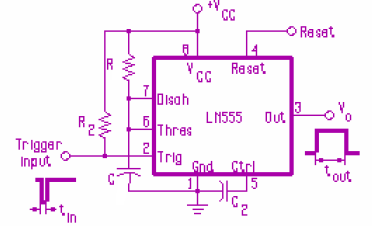 +V CC
Reset
8
4
R
V CC
Reset
7
Disch
R 2
LM555
Out
3
V o
6
Thres
Trigger
input
2
Trig
t out
C
Gnd
Ctrl
1
5
C 2
t in